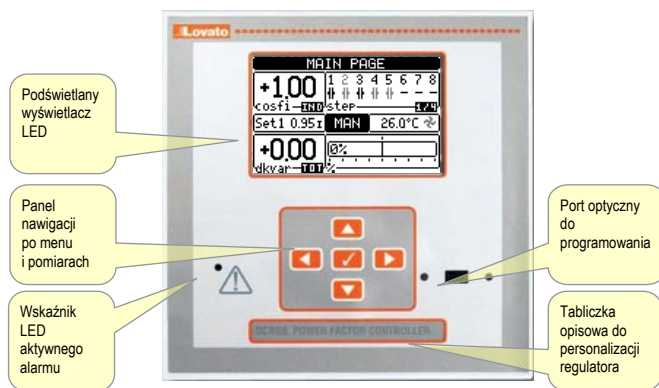 Lovato
MAIN PAGE
+1.00
1 2 3 4 5 6 7 8
cosfi IND step 1/4
Set1 0.95I MAN 26.0°C
+0.00
0%
dkvar TOT %
Podświetlany
wyświetlacz
LED
Panel
nawigacji
po menu
i pomiarach
Wskaźnik
LED
aktywnego
alarmu
Port optyczny
do
programowania
Tabliczka
opisowa do
personalizacji
regulatora
DCRG8 POWER FACTOR CONTROLLER